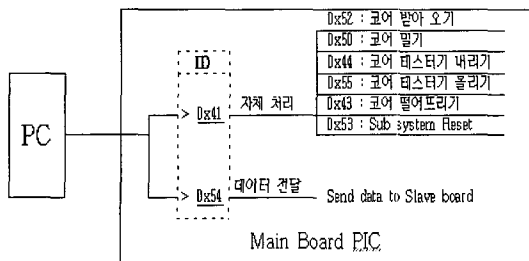 0x52 : 코어 받아 오기
0x50 : 코어 밀기
0x44 : 코어 테스터기 내리기
0x55 : 코어 테스터기 올리기
0x43 : 코어 떨어뜨리기
0x53 : Sub system Reset
ID
0x41
자체 처리
PC
0x54
데이터 전달
Send data to Slave board
Main Board PIC